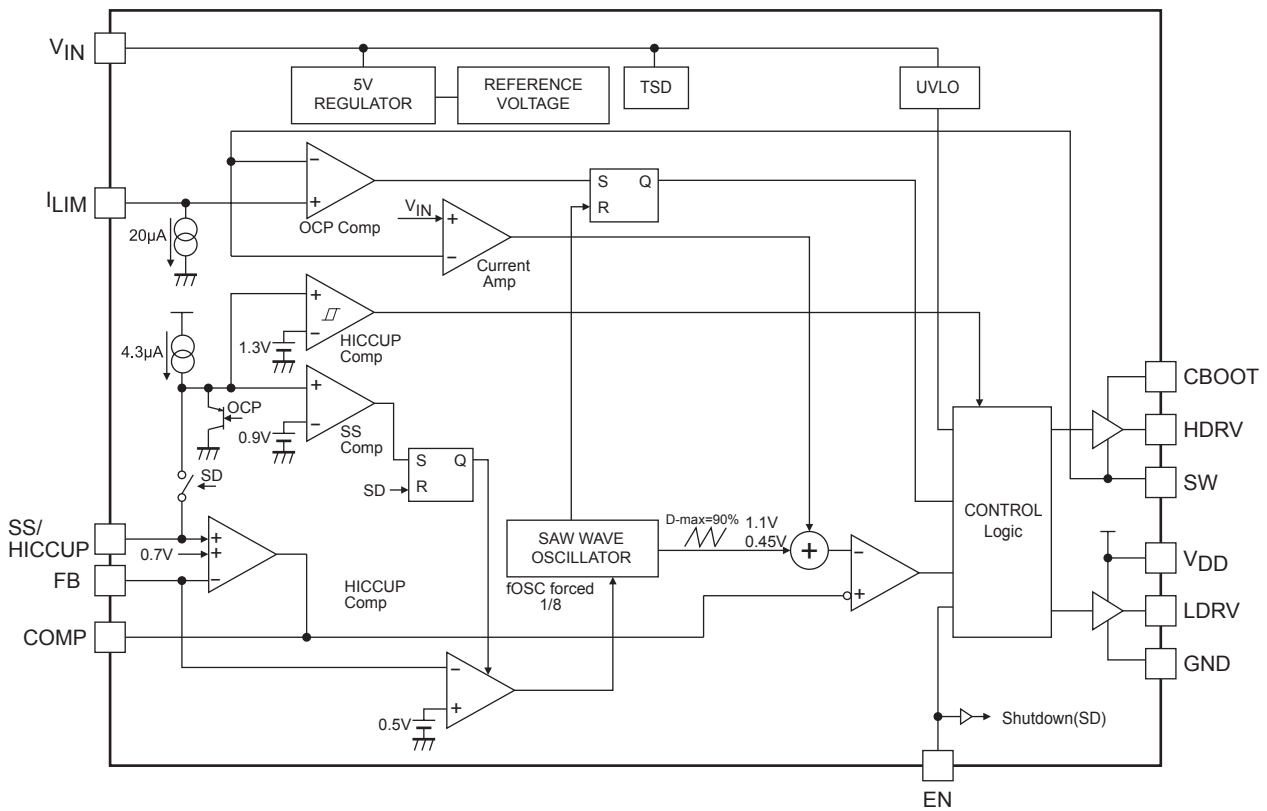 VIN
5V
REGULATOR
REFERENCE
VOLTAGE
TSD
UVLO
ILIM
20µA
−
+
OCP Comp
S Q
R
VIN
+
−
Current
Amp
4.3µA
+
−
1.3V
HICCUP
Comp
OCP
+
−
0.9V
SS
Comp
S Q
R
SD
SD
CBOOT
HDRV
SW
CONTROL
Logic
VDD
LDRV
GND
SS/
HICCUP
0.7V
+
+
−
FB
HICCUP
Comp
COMP
SAW WAVE
OSCILLATOR
fOSC forced
1/8
D-max=90%
1.1V
0.45V
+
−
+
−
+
0.5V
Shutdown(SD)
EN